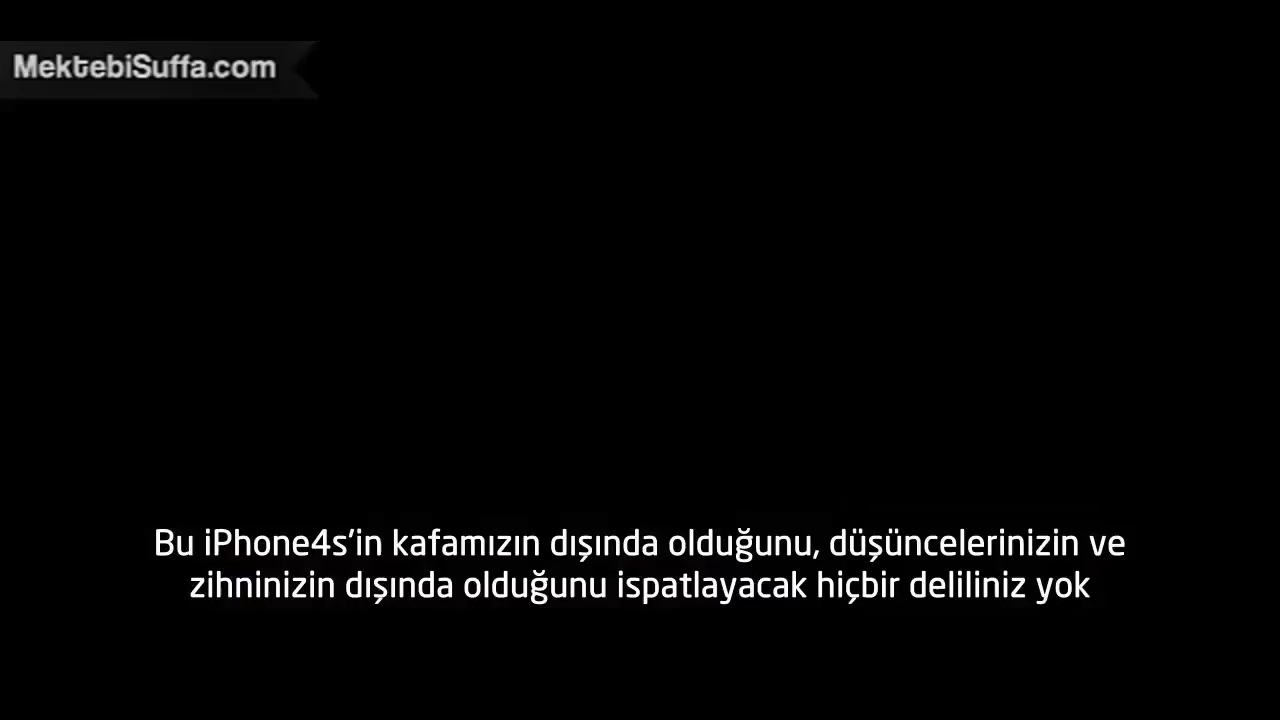 MektebiSuffa.com
Bu iPhone4s’in kafamızın dışında olduğunu, düşüncelerinizin ve
zihninizin dışında olduğunu ispatlayacak hiçbir deliliniz yok